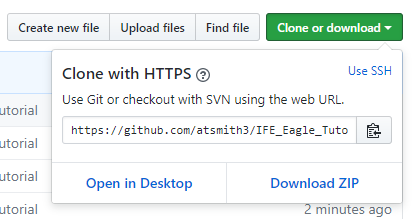 Create new file Upload files Find file Clone or download
Clone with HTTPS Use SSH
Use Git or checkout with SVN using the web URL.
utorial
https://github.com/atsmith3/IFE_Eagle_Tuto
utorial
utorial
Open in Desktop Download ZIP
utorial 2 minutes ago